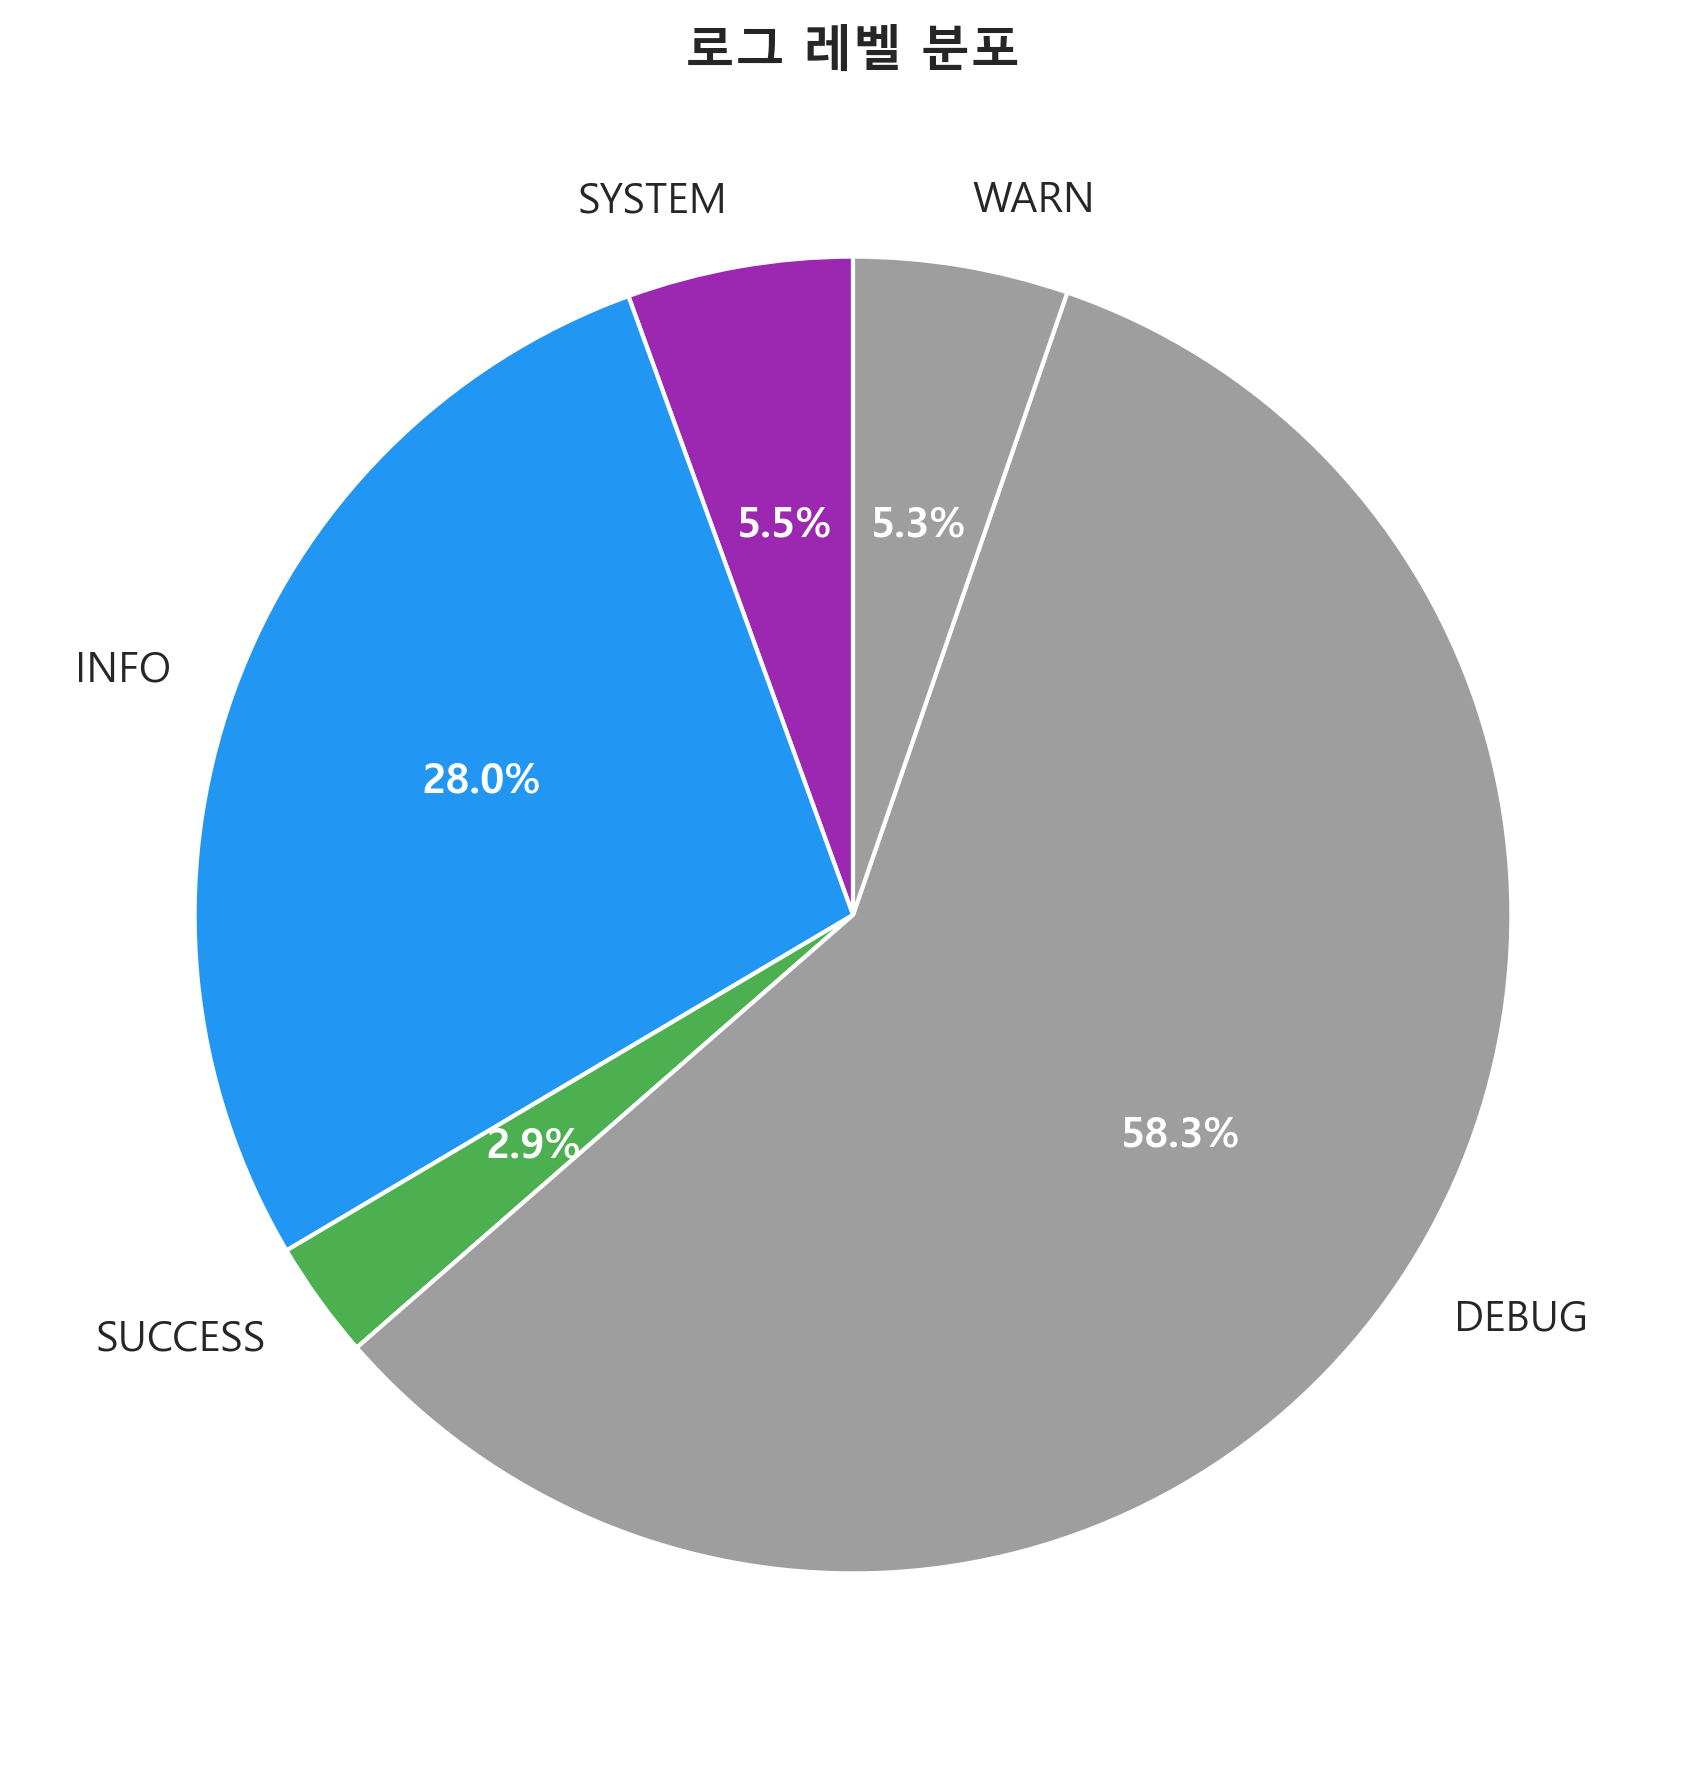 로그 레벨 분포
SYSTEM
WARN
5.5%
5.3%
INFO
28.0%
58.3%
2.9%
DEBUG
SUCCESS